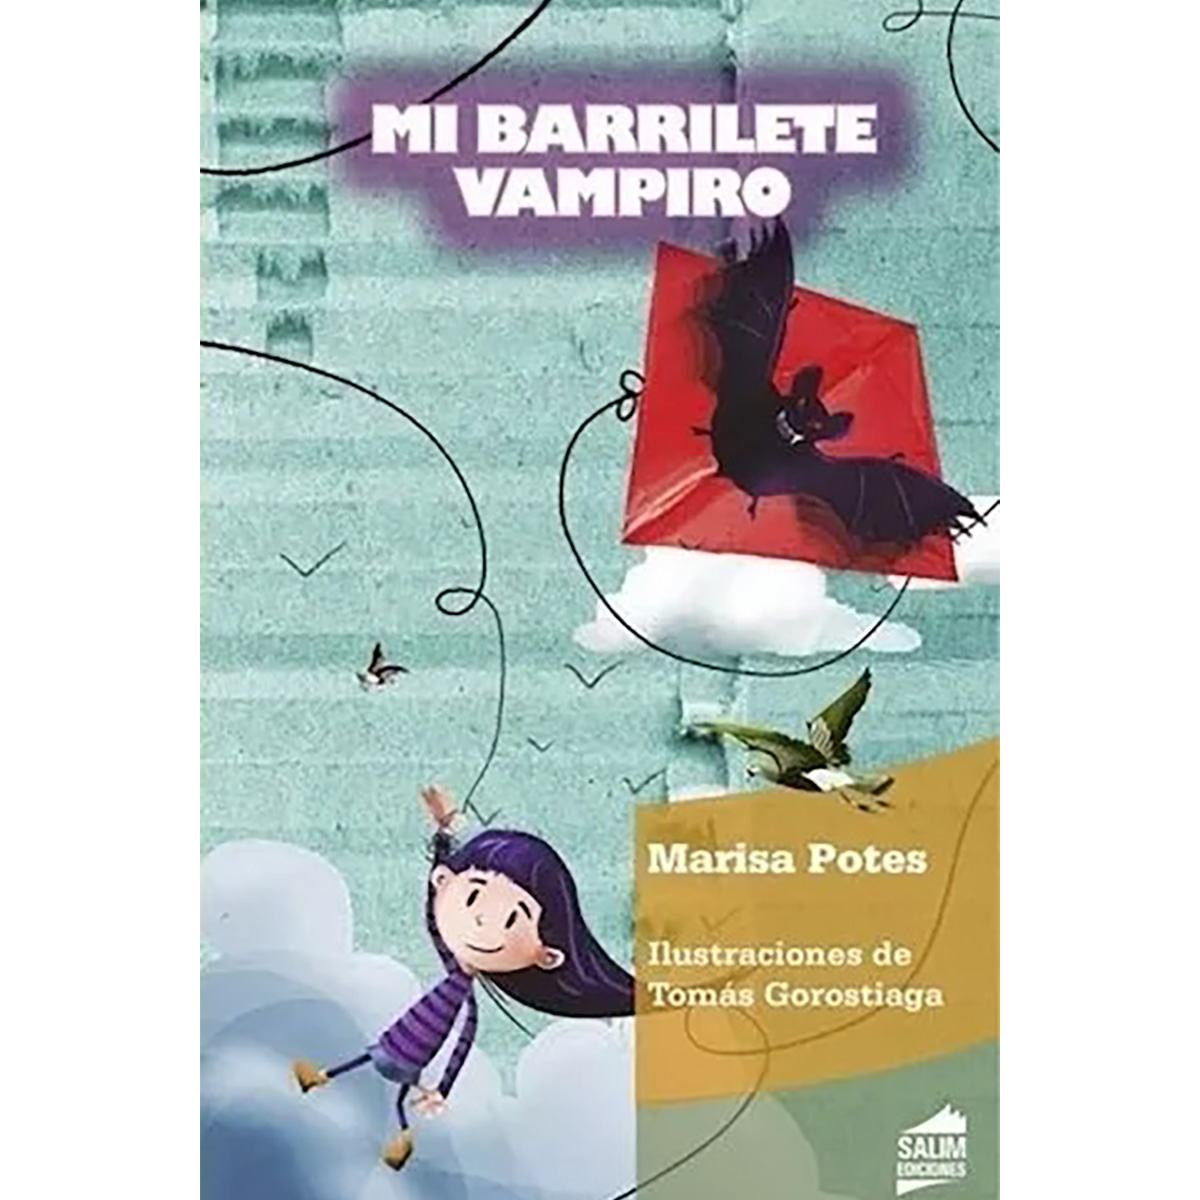 MI BARRILETE
VAMPIRO
Marisa Potes
Ilustraciones de
Tomás Gorostiaga
SALIM
EDICIONES